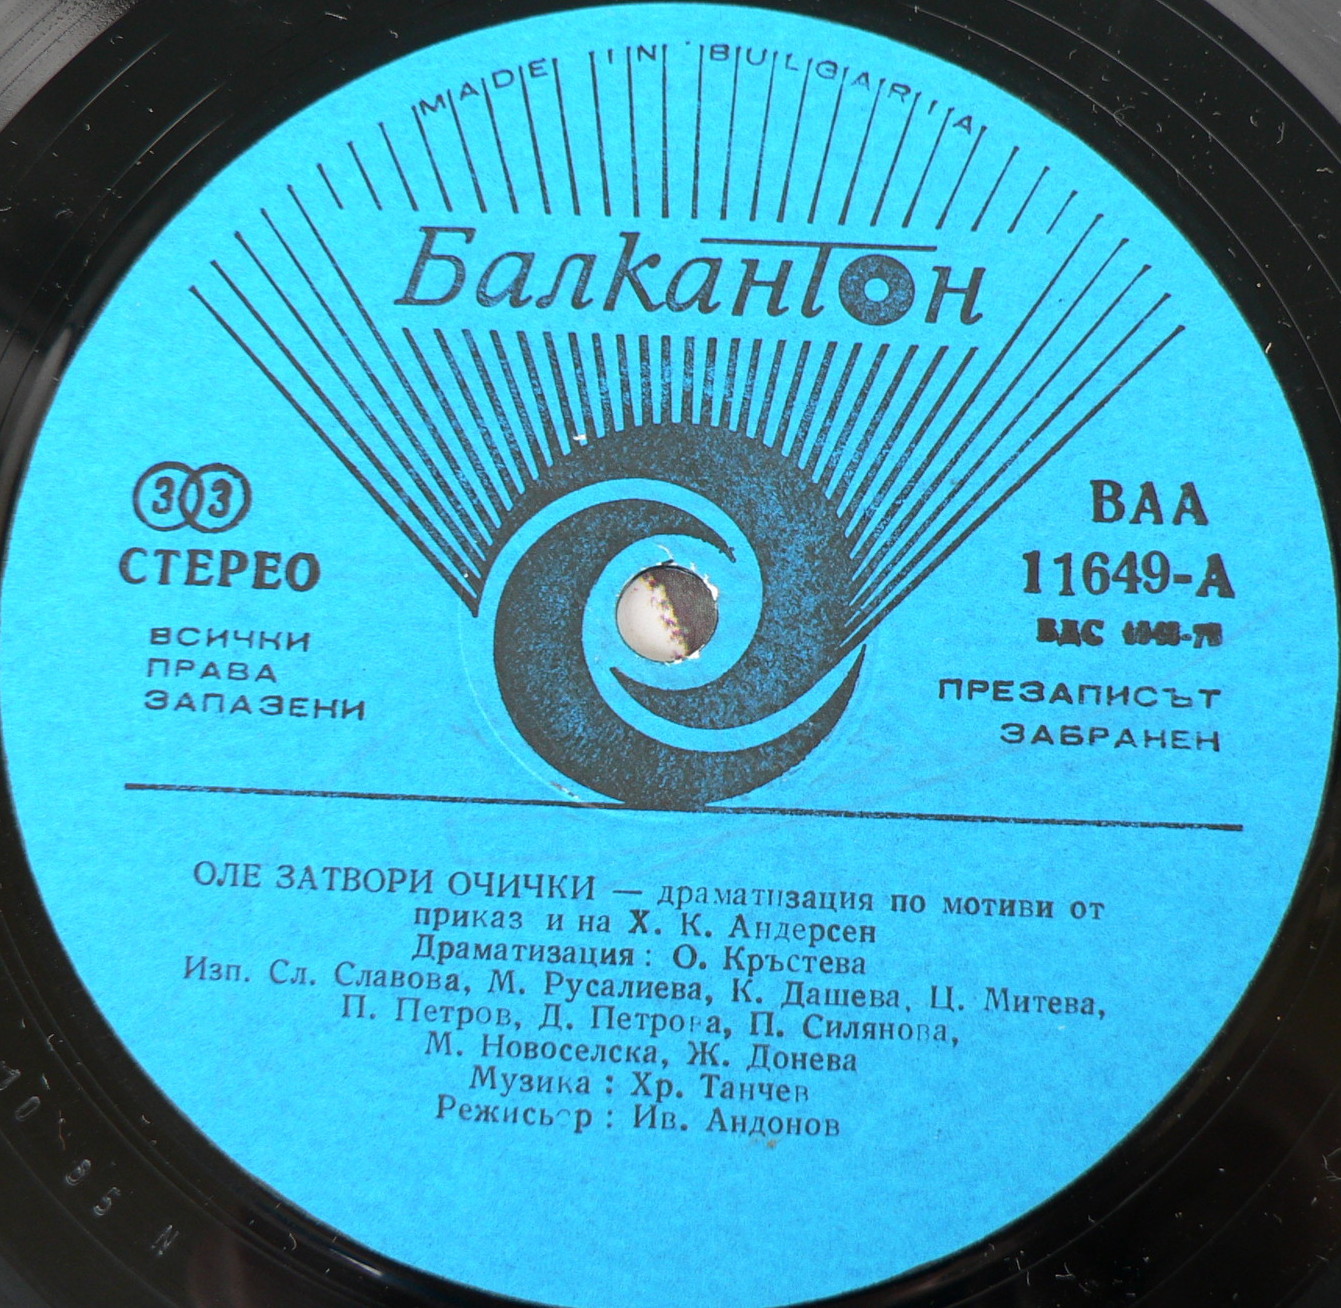 MADE IN BULGARIA
Балкантон
33
СТЕРЕО
ВСИЧКИ
ПРАВА
ЗАПАЗЕНИ
ВАА
11649-А
БДС
ПРЕЗАПИСЪТ
ЗАБРАНЕН
ОЛЕ ЗАТВОРИ ОЧИЧКИ — драматизация по мотиви от
приказ и на Х. К. Андерсен
Драматизация: О. Кръстева
Изп. Сл. Славова, М. Русалиева, К. Дашева, Ц. Митева,
П. Петров, Д. Петрова, П. Силянова,
М. Новоселска, Ж. Донева
Музика: Хр. Танчев
Режисьор: Ив. Андонов